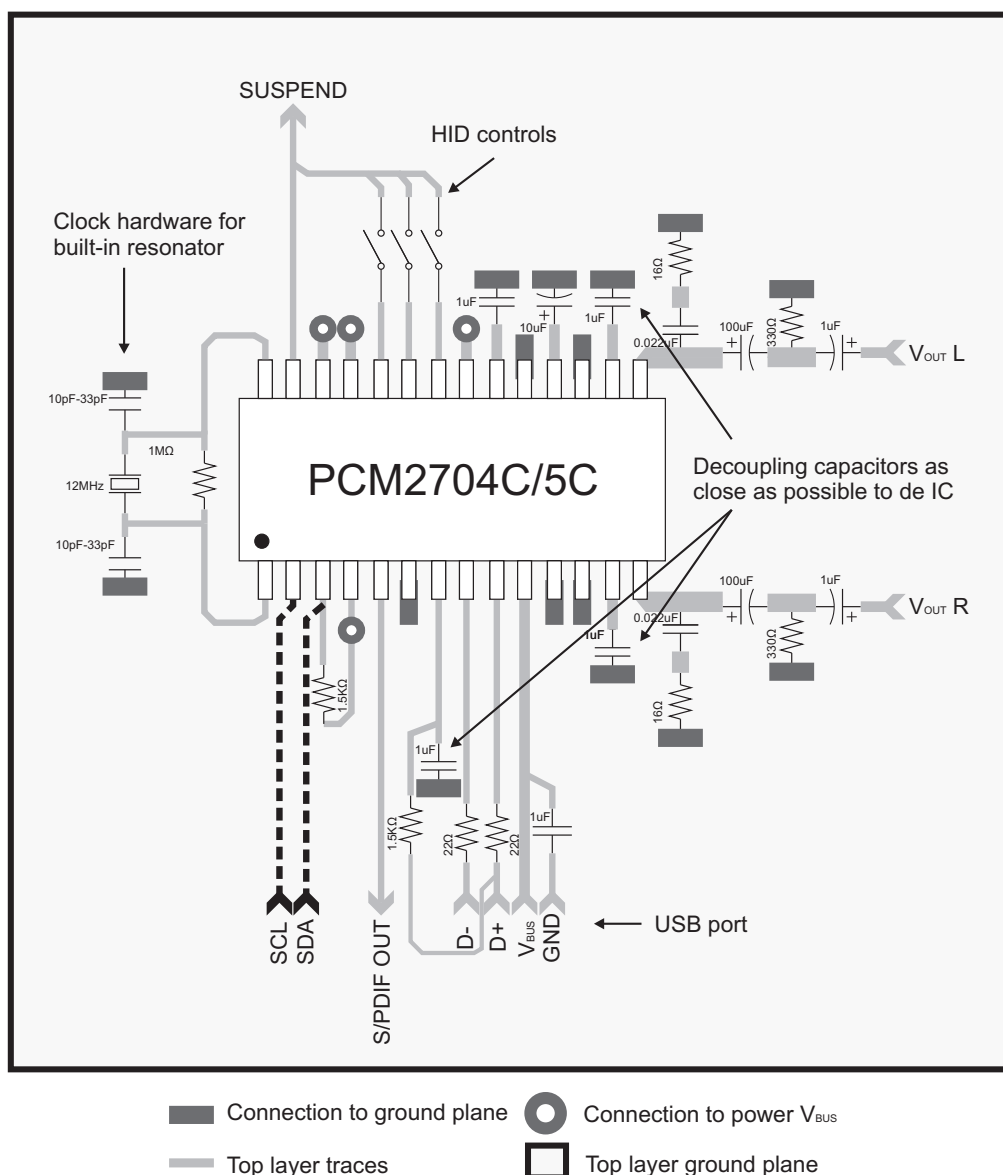 SUSPEND
HID controls
Clock hardware for
built-in resonator
16Ω
1uF
10uF
1uF
0.022uF
100uF
330Ω
1uF
+
+
+
VOUT L
10pF-33pF
1MΩ
12MHz
10pF-33pF
PCM2704C/5C
Decoupling capacitors as
close as possible to de IC
1.5KΩ
1uF
0.022uF
100uF
1uF
+
+
VOUT R
330Ω
16Ω
1uF
1.5KΩ
22Ω
22Ω
1uF
SCL
SDA
S/PDIF OUT
D-
D+
VBUS
GND
USB port
Connection to ground plane
Connection to power VBUS
Top layer traces
Top layer ground plane